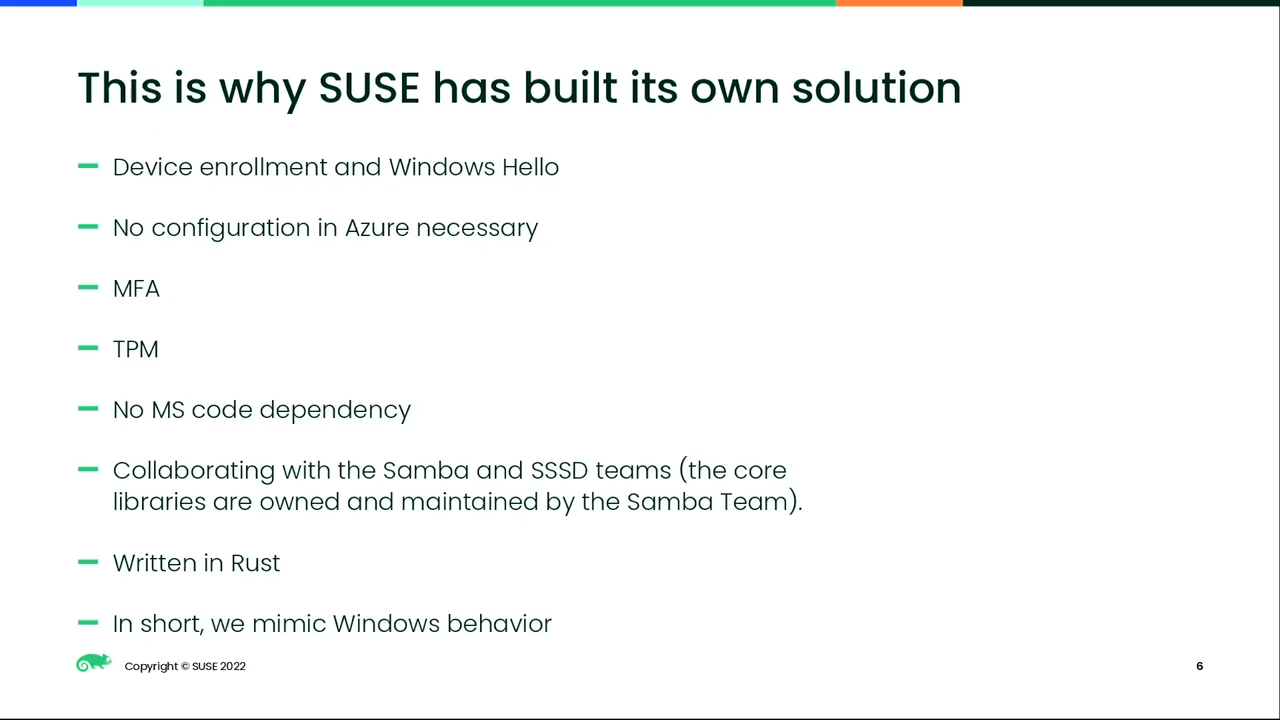 This is why SUSE has built its own solution
Device enrollment and Windows Hello
No configuration in Azure necessary
MFA
TPM
No MS code dependency
Collaborating with the Samba and SSSD teams (the core
libraries are owned and maintained by the Samba Team).
Written in Rust
In short, we mimic Windows behavior
Copyright © SUSE 2022
6